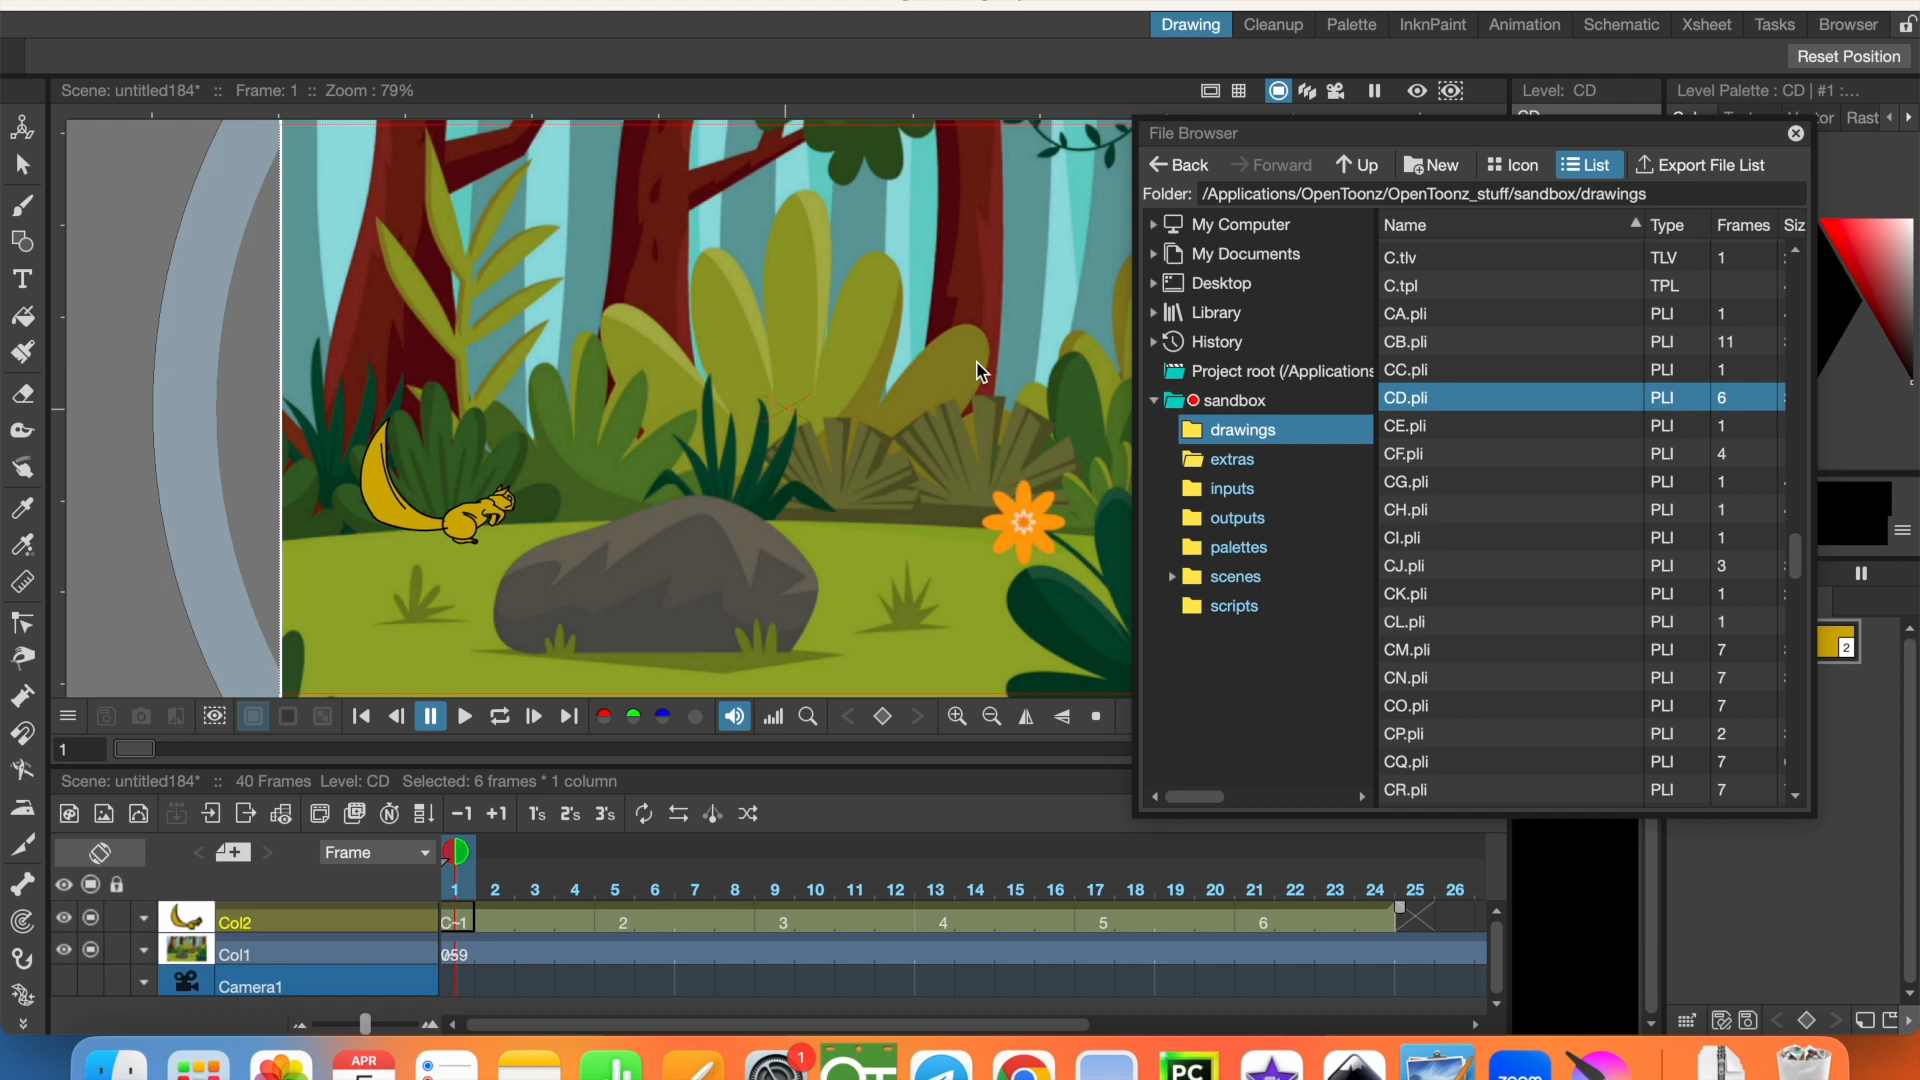 Drawing Cleanup Palette InknPaint Animation Schematic Xsheet Tasks Browser
Reset Position
Scene: untitled184* :: Frame: 1 :: Zoom : 79%
Level: CD
Level Palette : CD | #1 :...
Rast
File Browser
Back Forward Up New Icon List Export File List
Folder: /Applications/OpenToonz/OpenToonz_stuff/sandbox/drawings
My Computer
My Documents
Desktop
Library
History
Project root (/Applications
sandbox
drawings
extras
inputs
outputs
palettes
scenes
scripts
Name Type Frames Siz
C.tlv TLV 1
C.tpl TPL
CA.pli PLI 1
CB.pli PLI 11
CC.pli PLI 1
CD.pli PLI 6
CE.pli PLI 1
CF.pli PLI 4
CG.pli PLI 1
CH.pli PLI 1
CI.pli PLI 1
CJ.pli PLI 3
CK.pli PLI 1
CL.pli PLI 1
CM.pli PLI 7
CN.pli PLI 7
CO.pli PLI 7
CP.pli PLI 2
CQ.pli PLI 7
CR.pli PLI 7
2
1
Scene: untitled184* :: 40 Frames Level: CD Selected: 6 frames * 1 column
-1 +1 1's 2's 3's
Frame
1 2 3 4 5 6 7 8 9 10 11 12 13 14 15 16 17 18 19 20 21 22 23 24 25 26
Col2 C~1 2 3 4 5 6
Col1 059
Camera1
APR
1
PC
zoom